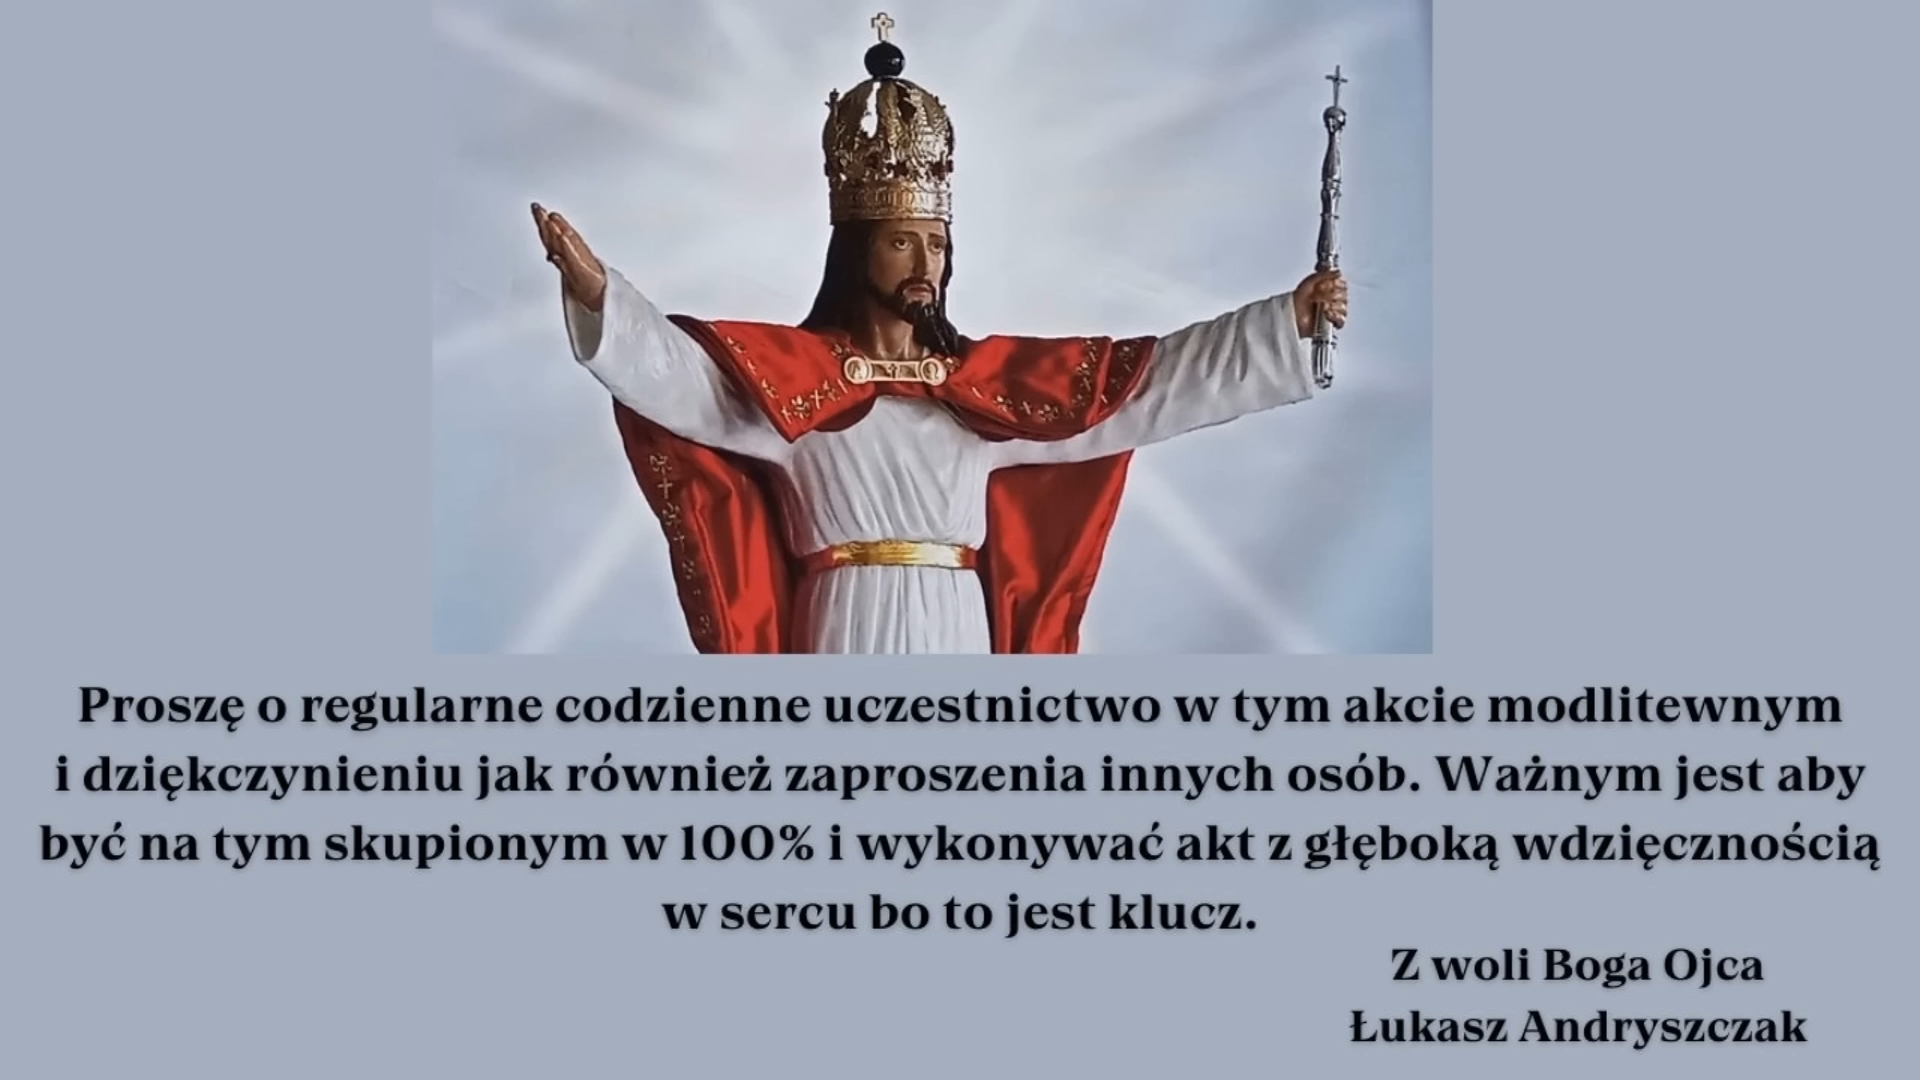 Proszę o regularne codzienne uczestnictwo w tym akcie modlitewnym
i dziękczynieniu jak również zaproszenia innych osób. Ważnym jest aby
być na tym skupionym w 100% i wykonywać akt z głęboką wdzięcznością
w sercu bo to jest klucz.
Z woli Boga Ojca
Łukasz Andryszczak